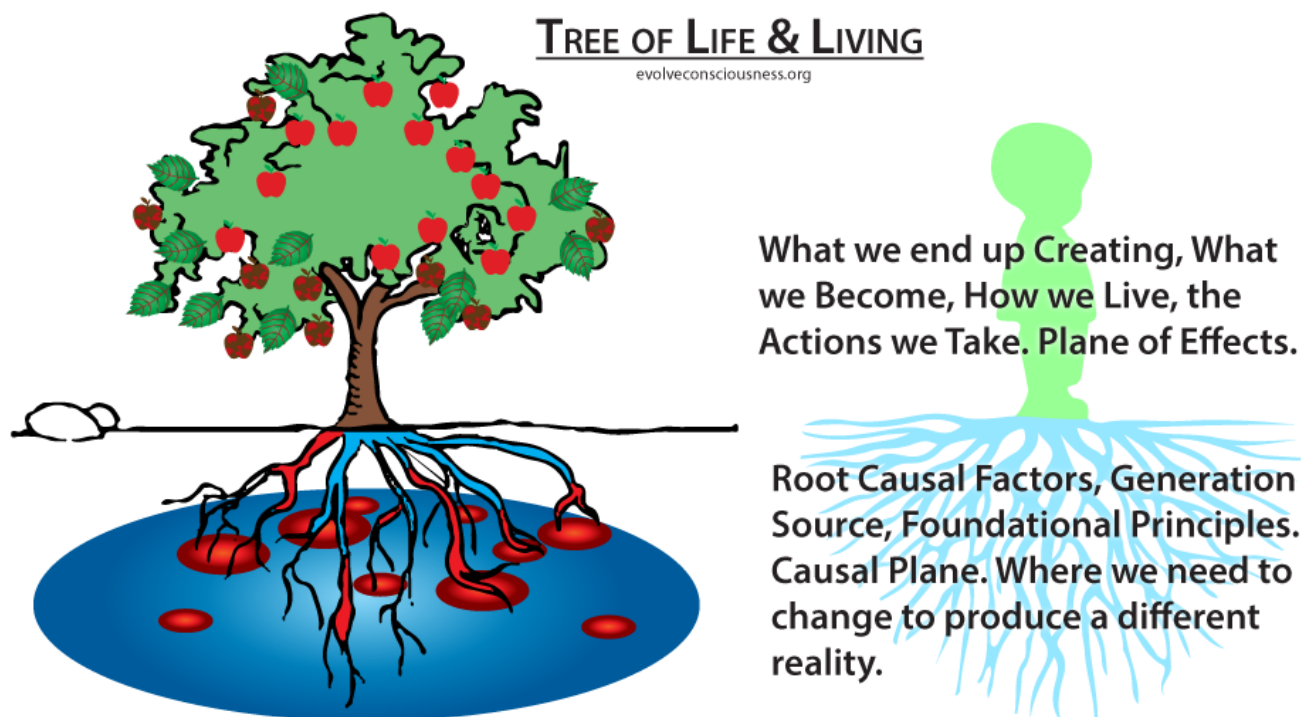 TREE OF LIFE & LIVING
evolveconsciousness.org
What we end up Creating, What
we Become, How we Live, the
Actions we Take. Plane of Effects.
Root Causal Factors, Generation
Source, Foundational Principles.
Causal Plane. Where we need to
change to produce a different
reality.